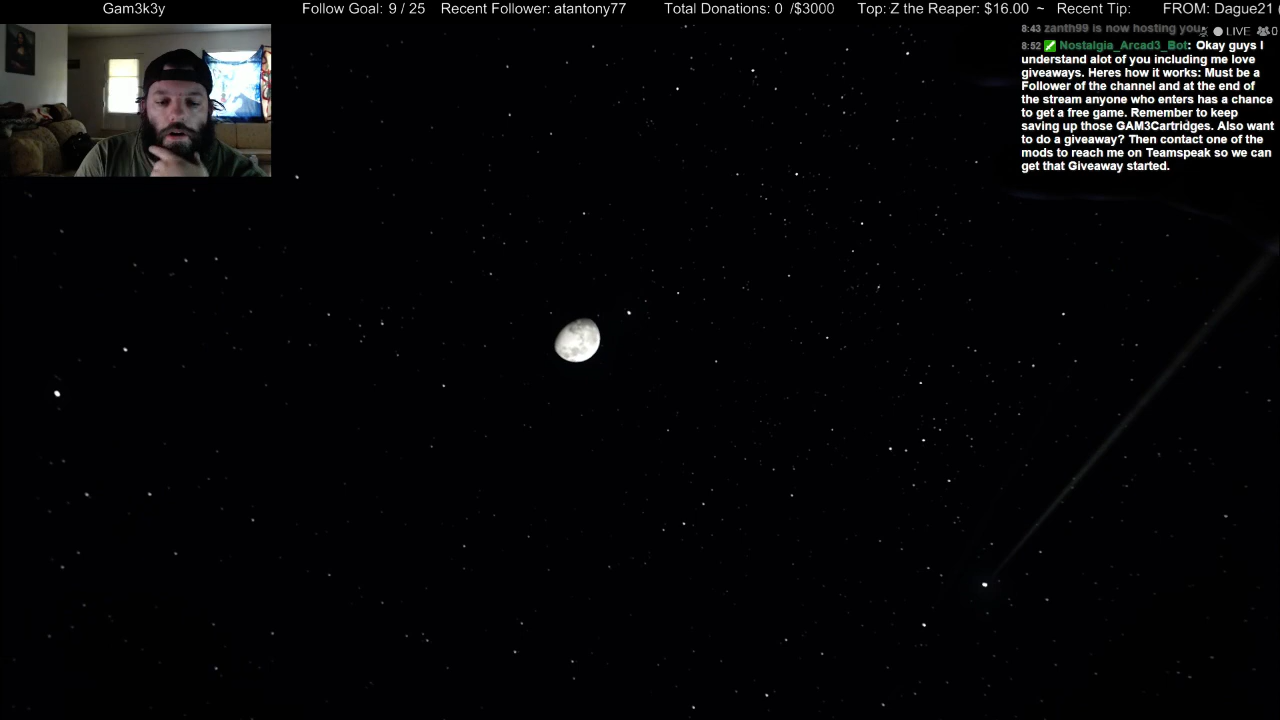 Gam3k3y Follow Goal: 9 / 25 Recent Follower: atantony77 Total Donations: 0 /$3000 Top: Z the Reaper: $16.00 ~ Recent Tip: FROM: Dague21 (
8:43 zanth99 is now hosting you.
LIVE 0
8:52 Nostalgia_Arcad3_Bot: Okay guys I
understand alot of you including me love
giveaways. Heres how it works: Must be a
Follower of the channel and at the end of
the stream anyone who enters has a chance
to get a free game. Remember to keep
saving up those GAM3Cartridges. Also want
to do a giveaway? Then contact one of the
mods to reach me on Teamspeak so we can
get that Giveaway started.